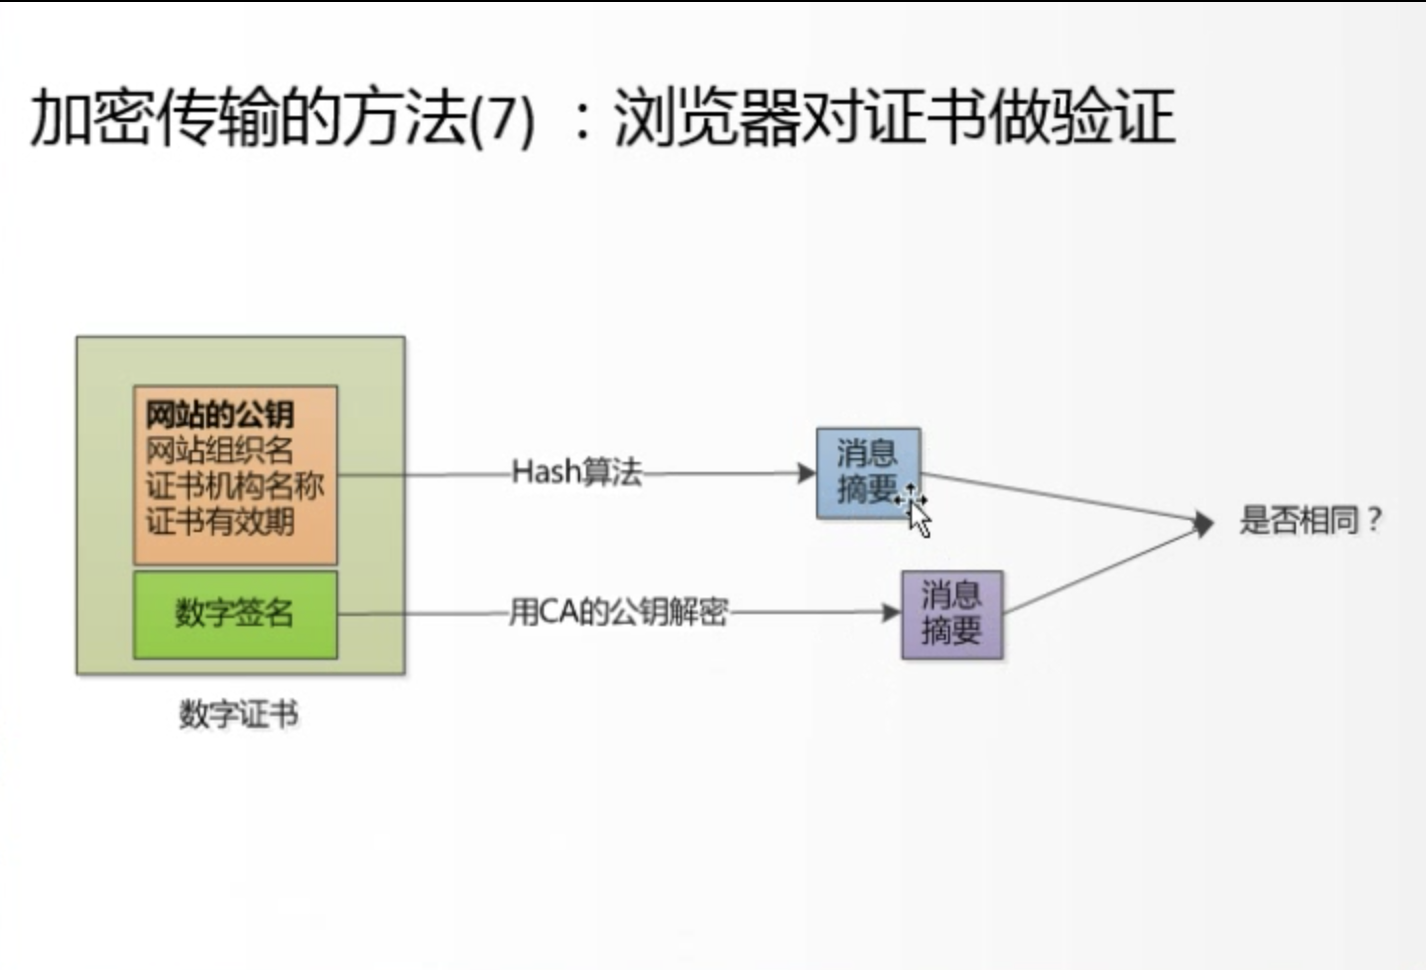 加密传输的方法(7) ：浏览器对证书做验证
网站的公钥
网站组织名
证书机构名称
证书有效期
数字签名
数字证书
Hash算法
用CA的公钥解密
消息
摘要
消息
摘要
是否相同？